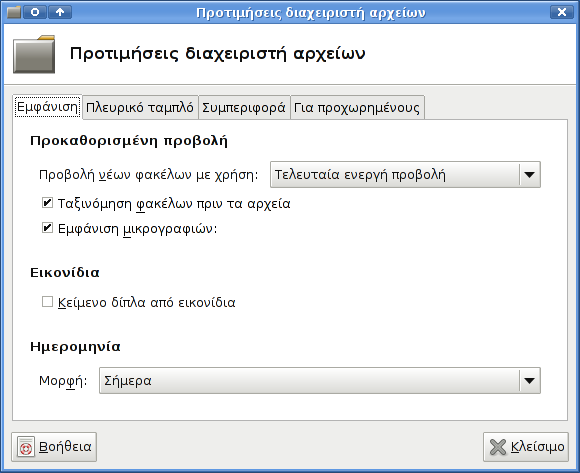 Προτιμήσεις διαχειριστή αρχείων
Προτιμήσεις διαχειριστή αρχείων
Εμφάνιση Πλευρικό ταμπλό Συμπεριφορά Για προχωρημένους
Προκαθορισμένη προβολή
Προβολή νέων φακέλων με χρήση: Τελευταία ενεργή προβολή
Ταξινόμηση φακέλων πριν τα αρχεία
Εμφάνιση μικρογραφιών:
Εικονίδια
Κείμενο δίπλα από εικονίδια
Ημερομηνία
Μορφή: Σήμερα
Βοήθεια Κλείσιμο